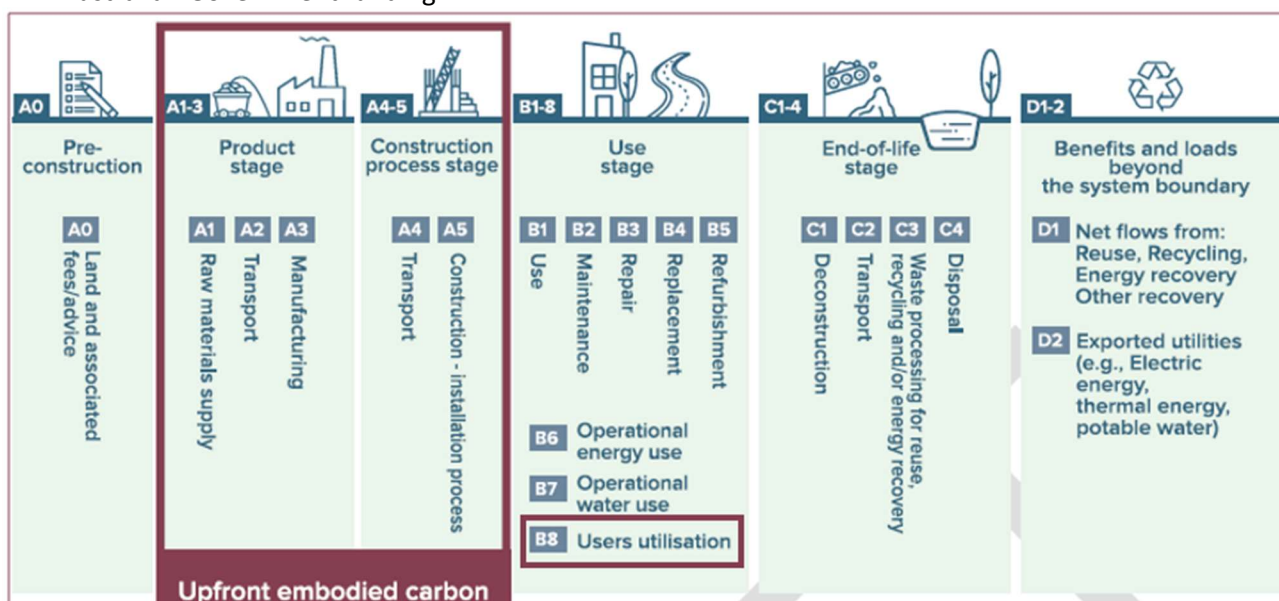 A0
Pre-
construction
A0
Land and associated
fees/advice
A1-3
Product
stage
A1
Raw materials supply
A2
Transport
A3
Manufacturing
A4-5
Construction
process stage
A4
Transport
A5
Construction - installation process
Upfront embodied carbon
B1-8
Use
stage
B1
Use
B2
Maintenance
B3
Repair
B4
Replacement
B5
Refurbishment
B6
Operational
energy use
B7
Operational
water use
B8
Users utilisation
C1-4
End-of-life
stage
C1
Deconstruction
C2
Transport
C3
Waste processing for reuse,
recycling and/or energy recovery
C4
Disposal
D1-2
Benefits and loads
beyond
the system boundary
D1
Net flows from:
Reuse, Recycling,
Energy recovery
Other recovery
D2
Exported utilities
(e.g., Electric
energy,
thermal energy,
potable water)